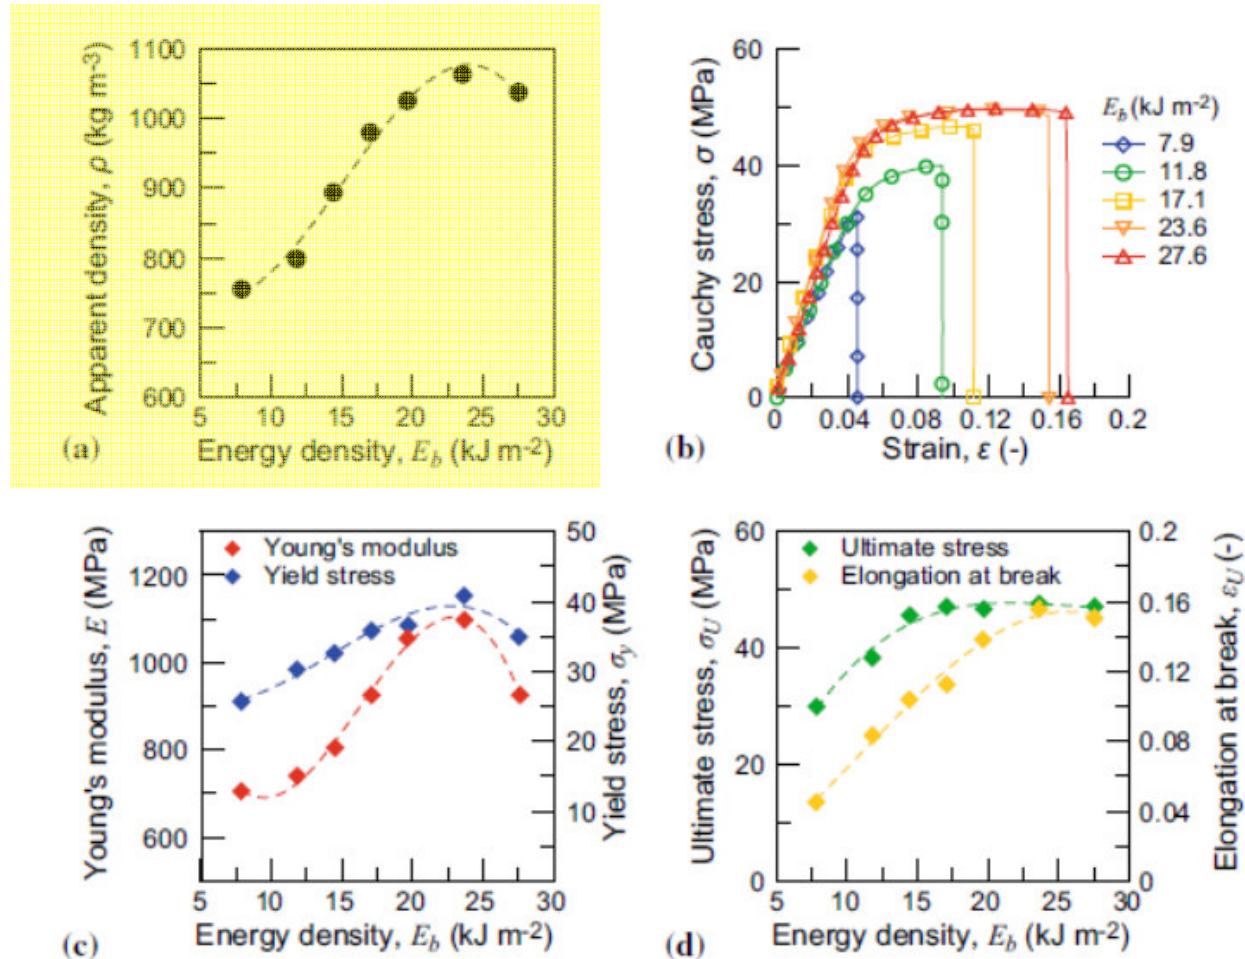 1100
1000
900
800
700
600
5 10 15 20 25 30
Apparent density, ρ (kg m-3)
Energy density, Eb (kJ m-2)
(a)
60
40
20
0
0 0.04 0.08 0.12 0.16 0.2
Cauchy stress, σ (MPa)
Strain, ε (-)
Eb (kJ m-2)
7.9
11.8
17.1
23.6
27.6
(b)
Young's modulus
Yield stress
1200
1000
800
600
50
40
30
20
10
0
5 10 15 20 25 30
Young's modulus, E (MPa)
Yield stress, σy (MPa)
Energy density, Eb (kJ m-2)
(c)
Ultimate stress
Elongation at break
60
40
20
0
0.2
0.16
0.12
0.08
0.04
0
5 10 15 20 25 30
Ultimate stress, σU (MPa)
Elongation at break, εU (-)
Energy density, Eb (kJ m-2)
(d)